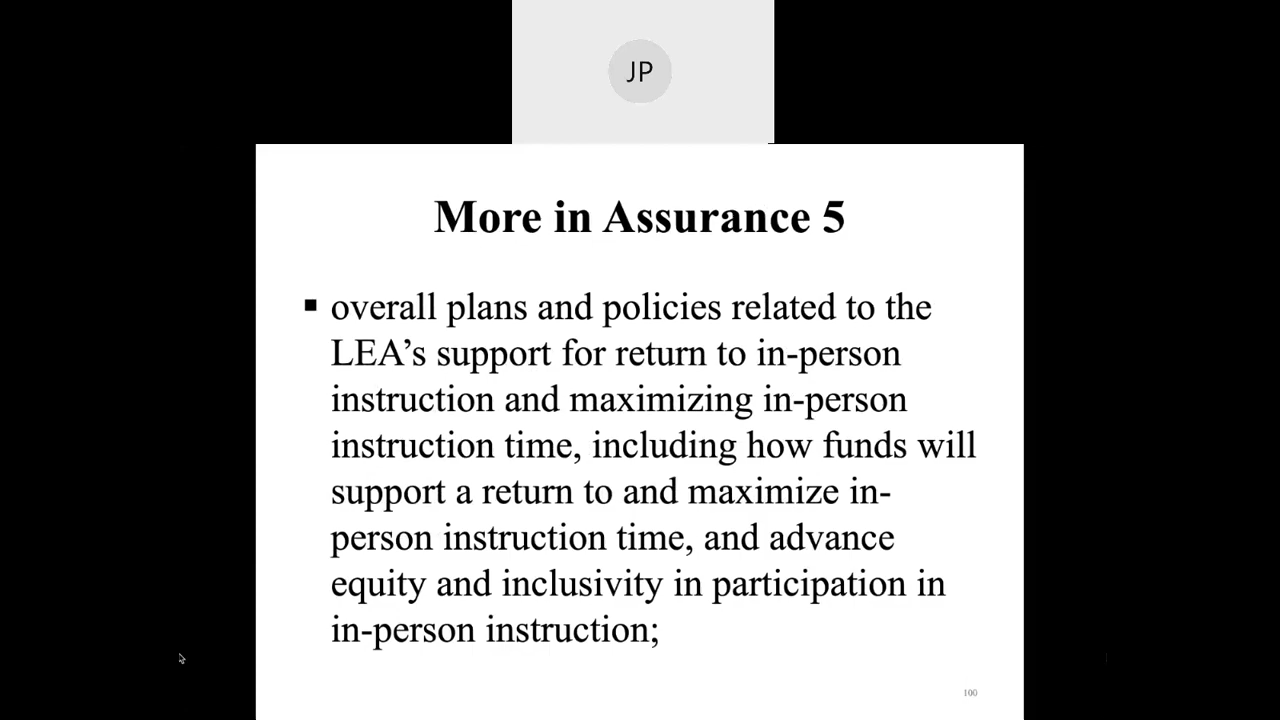 JP
More in Assurance 5
▪ overall plans and policies related to the
LEA’s support for return to in-person
instruction and maximizing in-person
instruction time, including how funds will
support a return to and maximize in-
person instruction time, and advance
equity and inclusivity in participation in
in-person instruction;
100